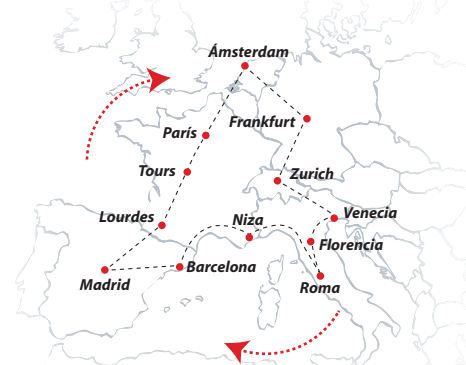 Ámsterdam
Frankfurt
París
Tours
Zurich
Lourdes
Niza
Venecia
Florencia
Barcelona
Madrid
Roma